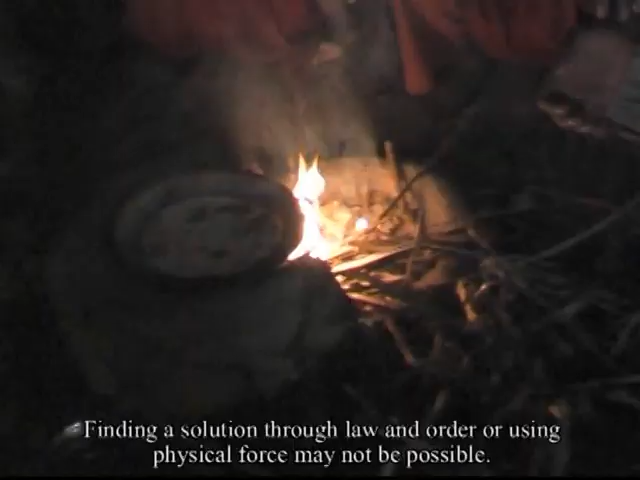 Finding a solution through law and order or using
physical force may not be possible.